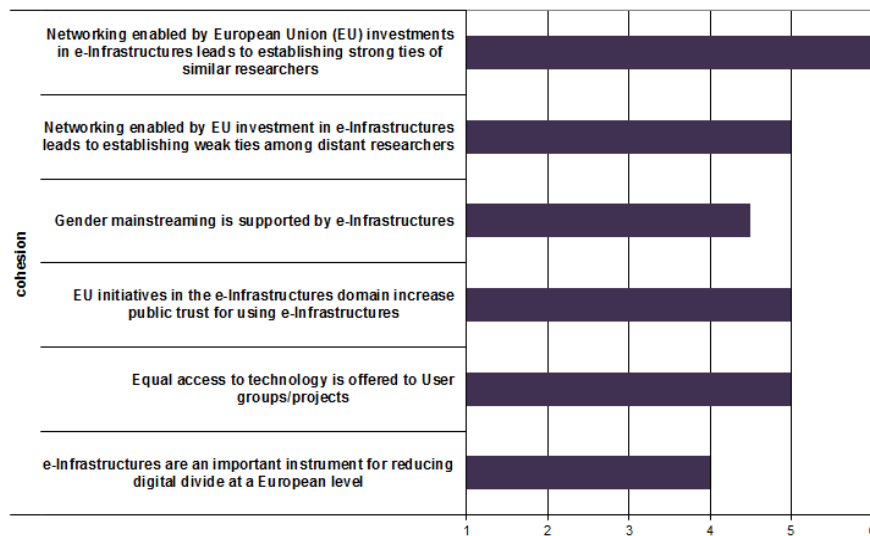 Networking enabled by European Union (EU) investments
in e-Infrastructures leads to establishing strong ties of
similar researchers
Networking enabled by EU investment in e-Infrastructures
leads to establishing weak ties among distant researchers
Gender mainstreaming is supported by e-Infrastructures
cohesion
EU initiatives in the e-Infrastructures domain increase
public trust for using e-Infrastructures
Equal access to technology is offered to User
groups/projects
e-Infrastructures are an important instrument for reducing
digital divide at a European level
1 2 3 4 5